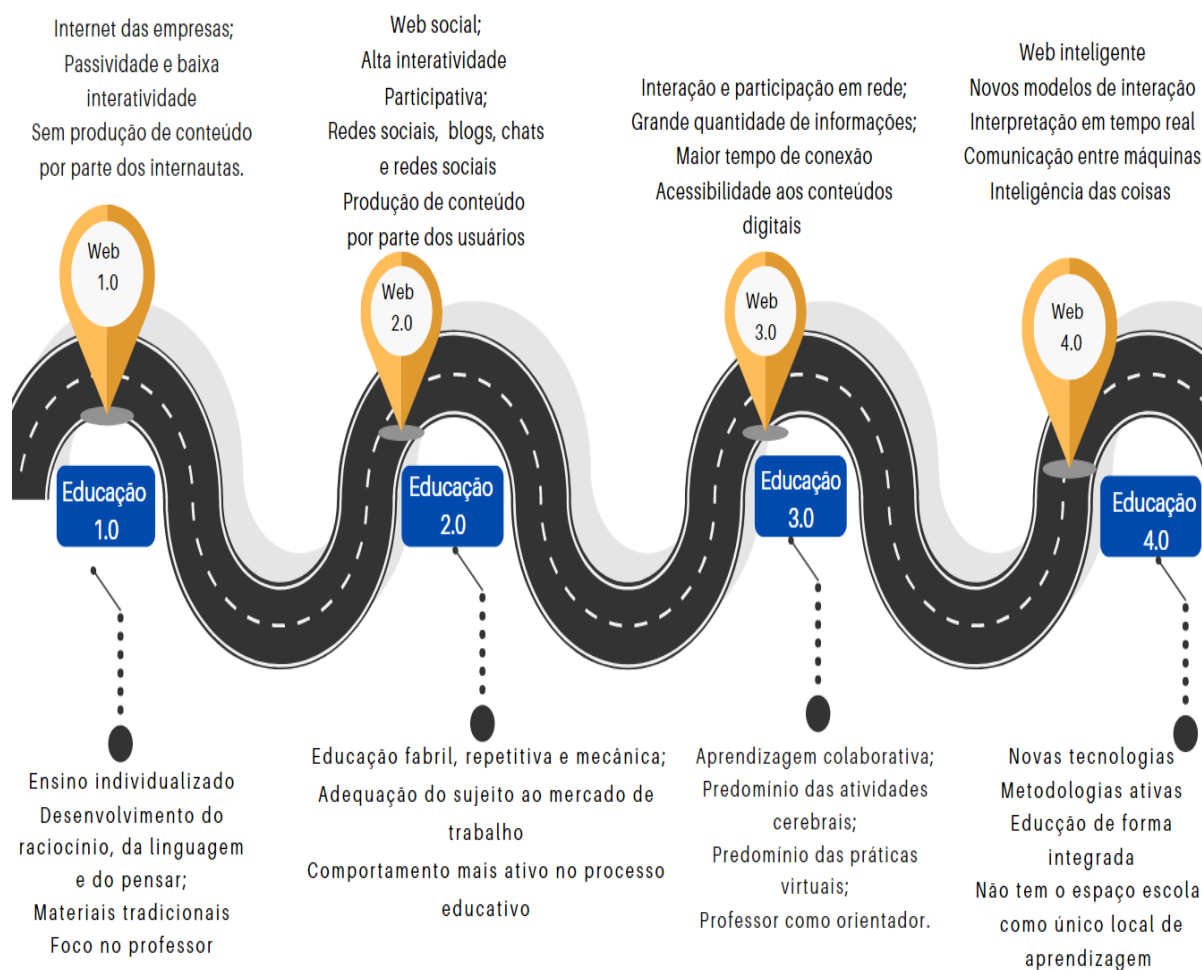 Internet das empresas;
Passividade e baixa
interatividade
Sem produção de conteúdo
por parte dos internautas.
Web
1.0
Web social;
Alta interatividade
Participativa;
Redes sociais, blogs, chats
e redes sociais
Produção de conteúdo
por parte dos usuários
Web
2.0
Interação e participação em rede;
Grande quantidade de informações;
Maior tempo de conexão
Acessibilidade aos conteúdos
digitais
Web
3.0
Web inteligente
Novos modelos de interação
Interpretação em tempo real
Comunicação entre máquinas
Inteligência das coisas
Web
4.0
Educação
1.0
Ensino individualizado
Desenvolvimento do
raciocínio, da linguagem
e do pensar;
Materiais tradicionais
Foco no professor
Educação
2.0
Educação fabril, repetitiva e mecânica;
Adequação do sujeito ao mercado de
trabalho
Comportamento mais ativo no processo
educativo
Educação
3.0
Aprendizagem colaborativa;
Predomínio das atividades
cerebrais;
Predomínio das práticas
virtuais;
Professor como orientador.
Educação
4.0
Novas tecnologias
Metodologias ativas
Educção de forma
integrada
Não tem o espaço escola
como único local de
aprendizagem